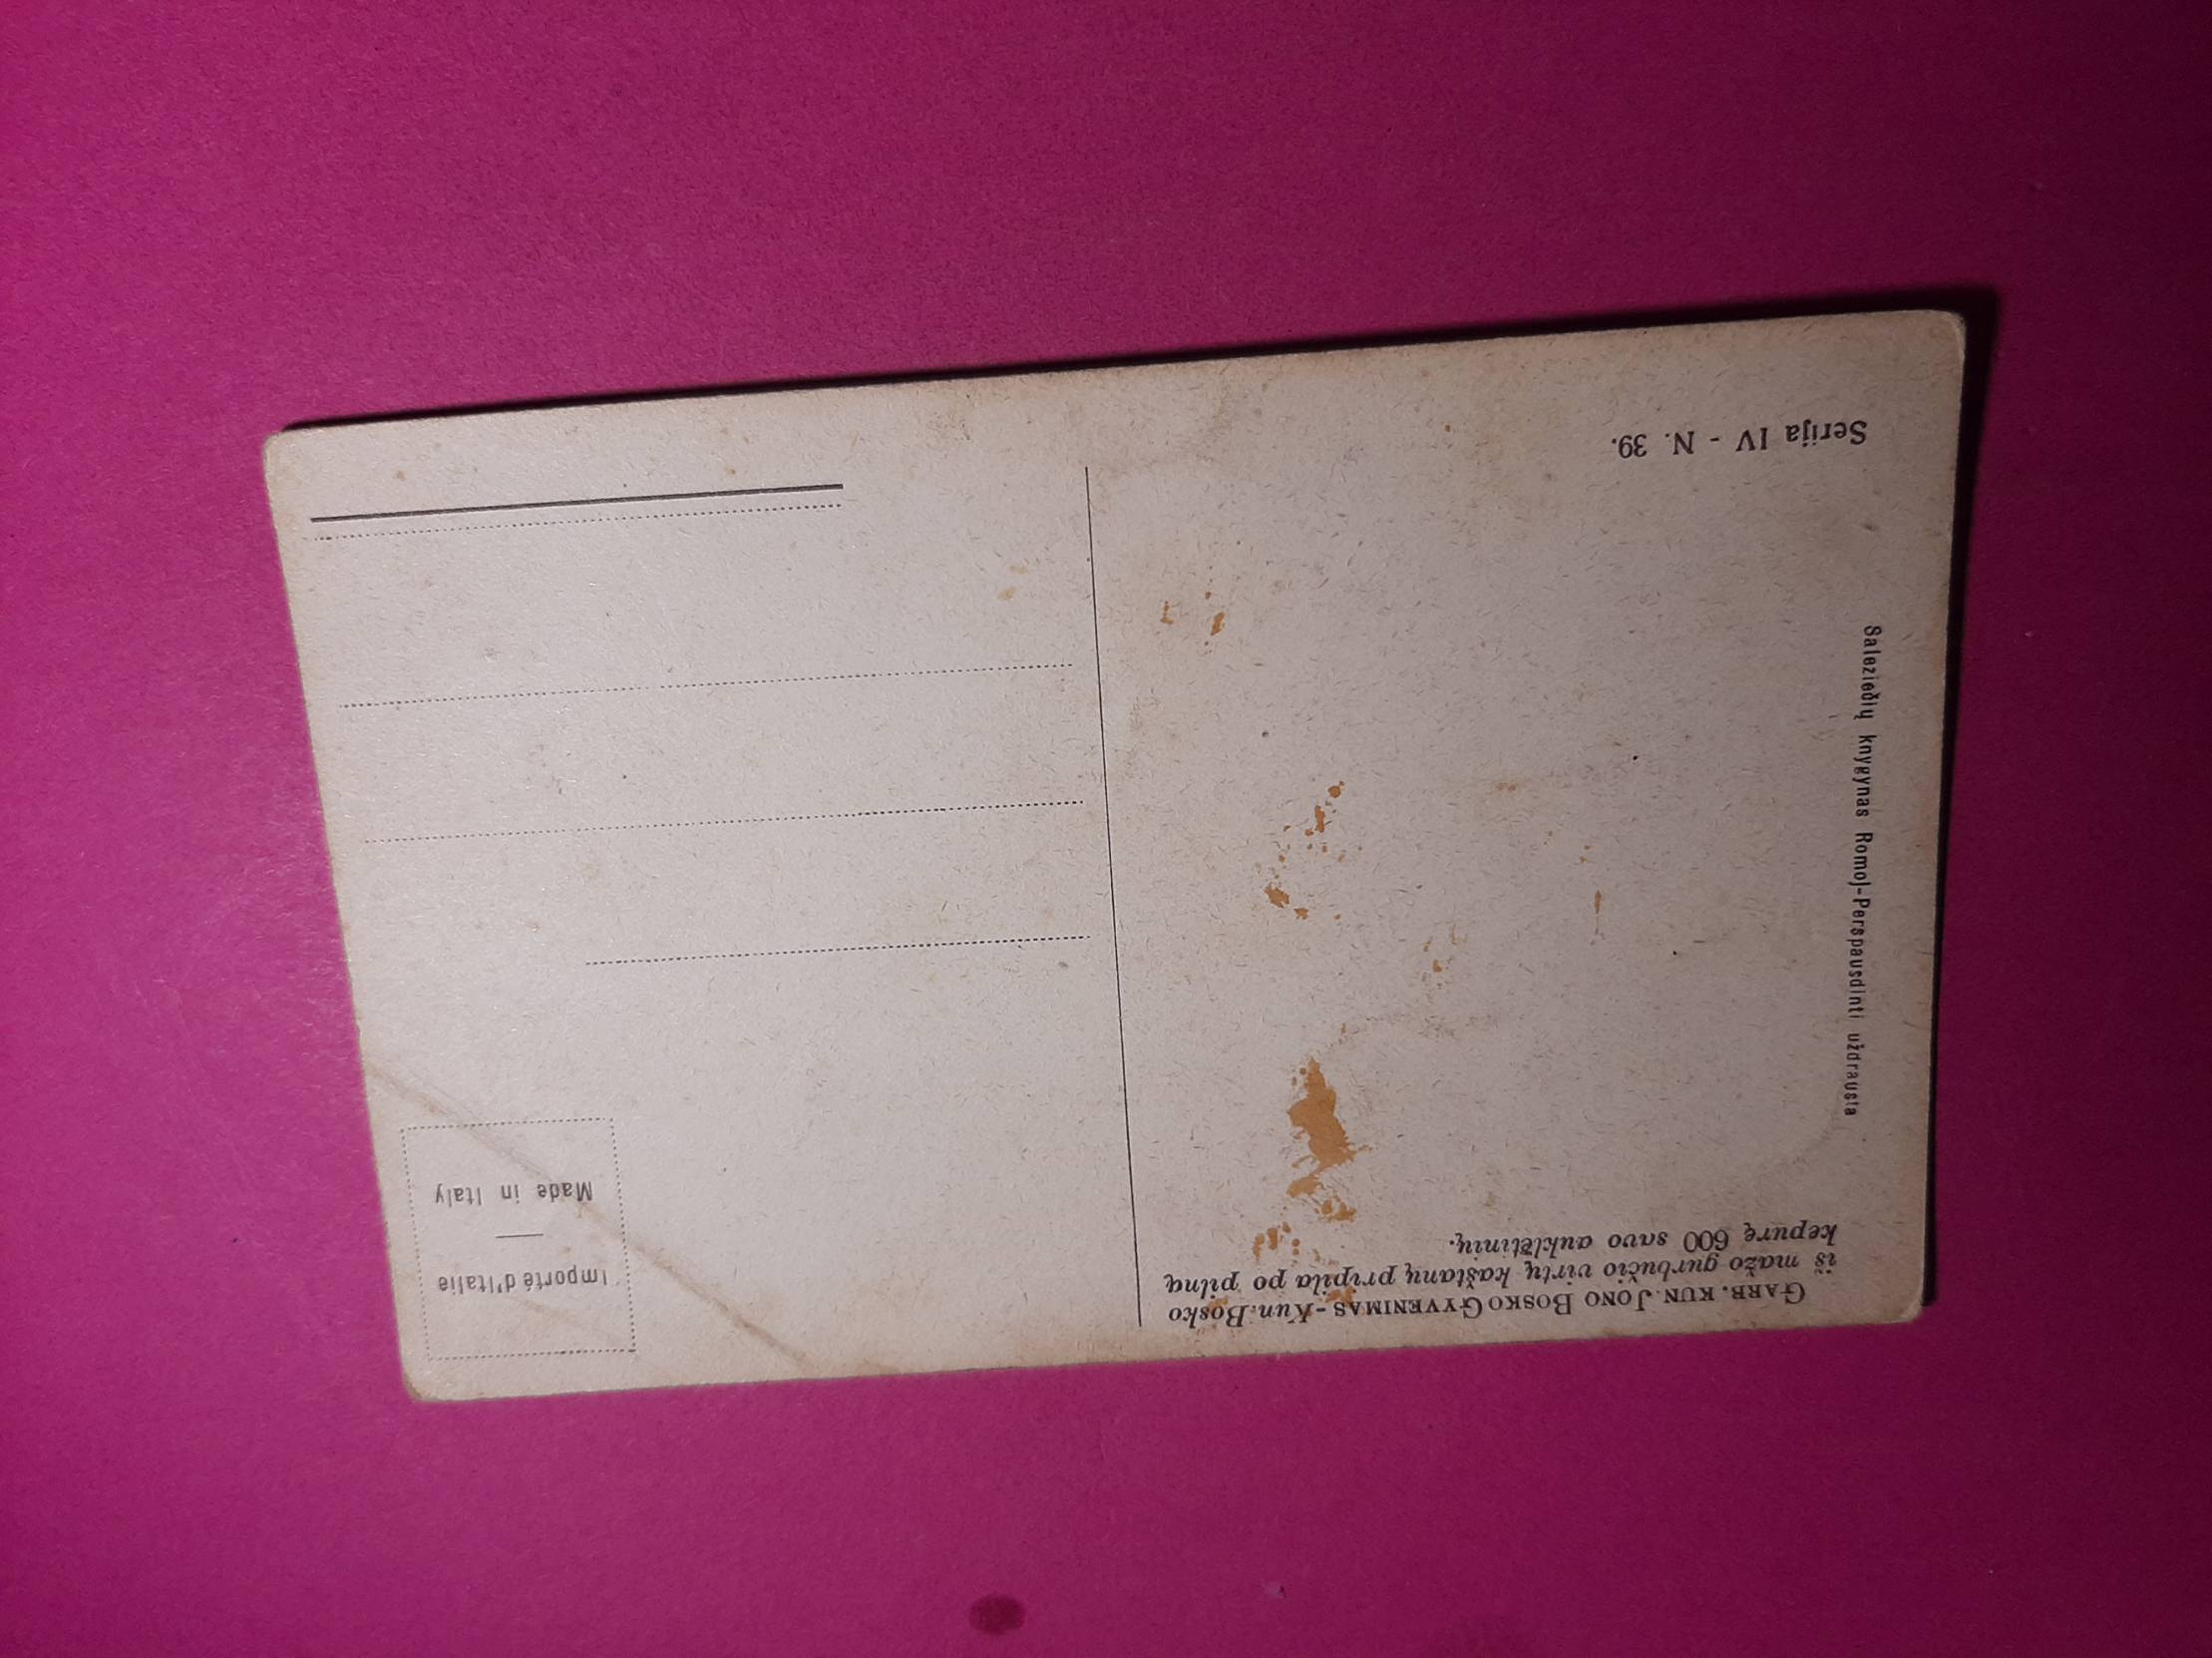 GARB. KUN. JONO BOSKO GYVENIMAS - Kun. Bosko
iš mažo gurbučio virtų kaštanų pripila po pilną
kepurę 600 savo auklėtinių.
Importé d'Italie
Made in Italy
Saleziečių knygynas Romoj-Perspausdinti uždrausta
Serija IV - N. 39.